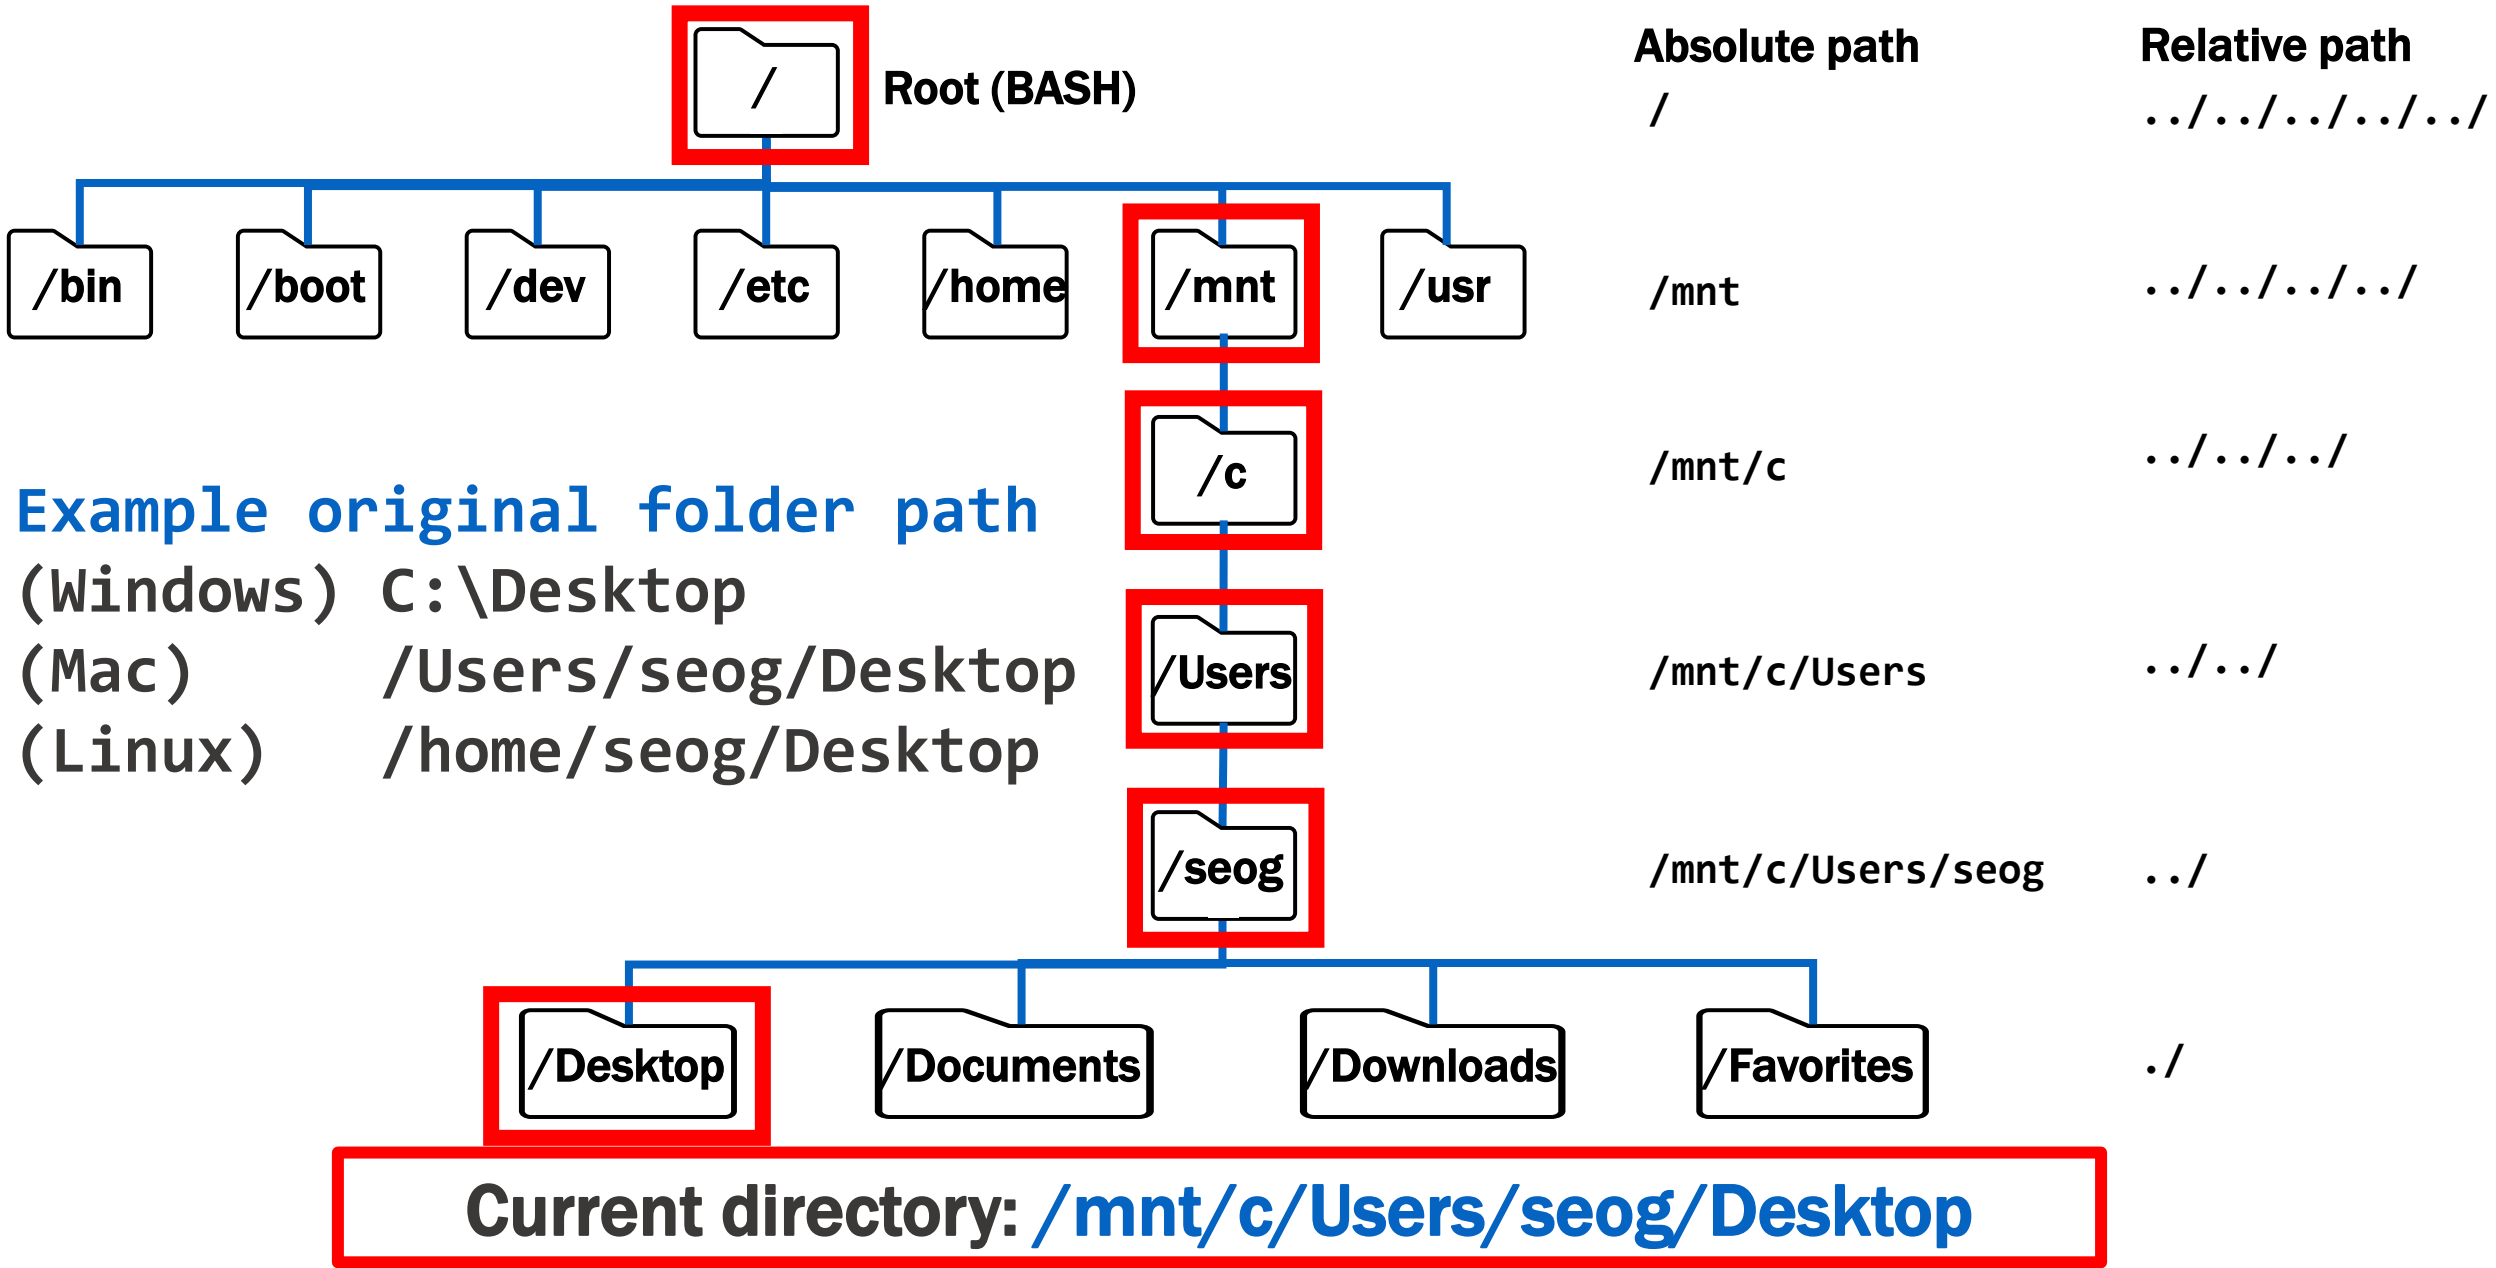 Absolute path
Relative path
/
Root (BASH)
/
../../../../../
/bin
/boot
/dev
/etc
/home
/mnt
/usr
/mnt
../../../../
/c
/mnt/c
../../../
Example original folder path
(Windows) C:\Desktop
(Mac) /Users/seog/Desktop
(Linux) /home/seog/Desktop
/Users
/mnt/c/Users
../../
/seog
/mnt/c/Users/seog
../
/Desktop
/Documents
/Downloads
/Favorites
./
Current directory: /mnt/c/Users/seog/Desktop